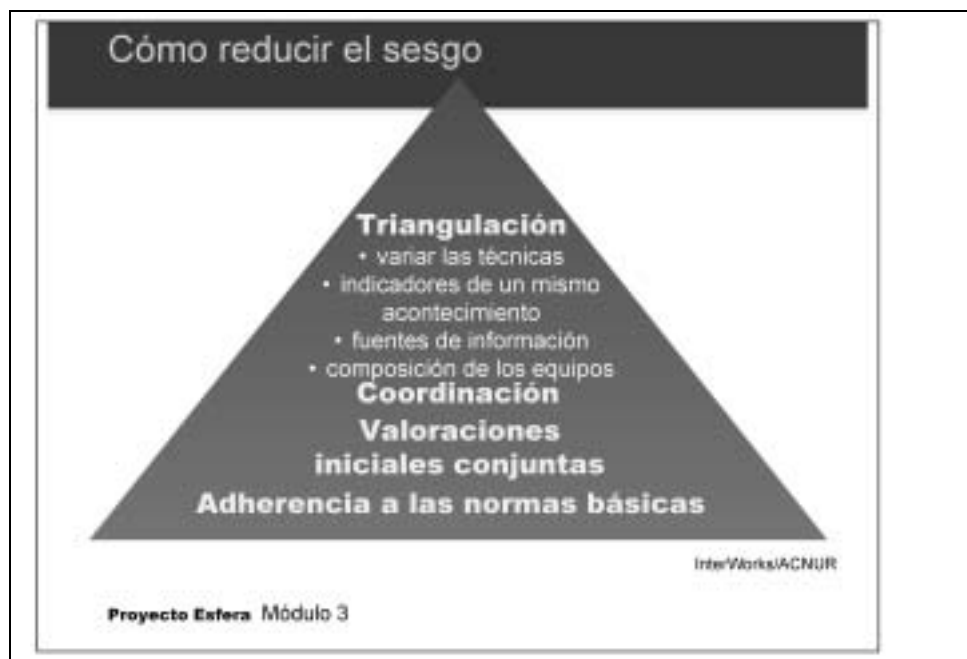 Cómo reducir el sesgo
Triangulación
• variar las técnicas
• indicadores de un mismo
acontecimiento
• fuentes de información
• composición de los equipos
Coordinación
Valoraciones
iniciales conjuntas
Adherencia a las normas básicas
InterWorks/ACNUR
Proyecto Esfera Módulo 3